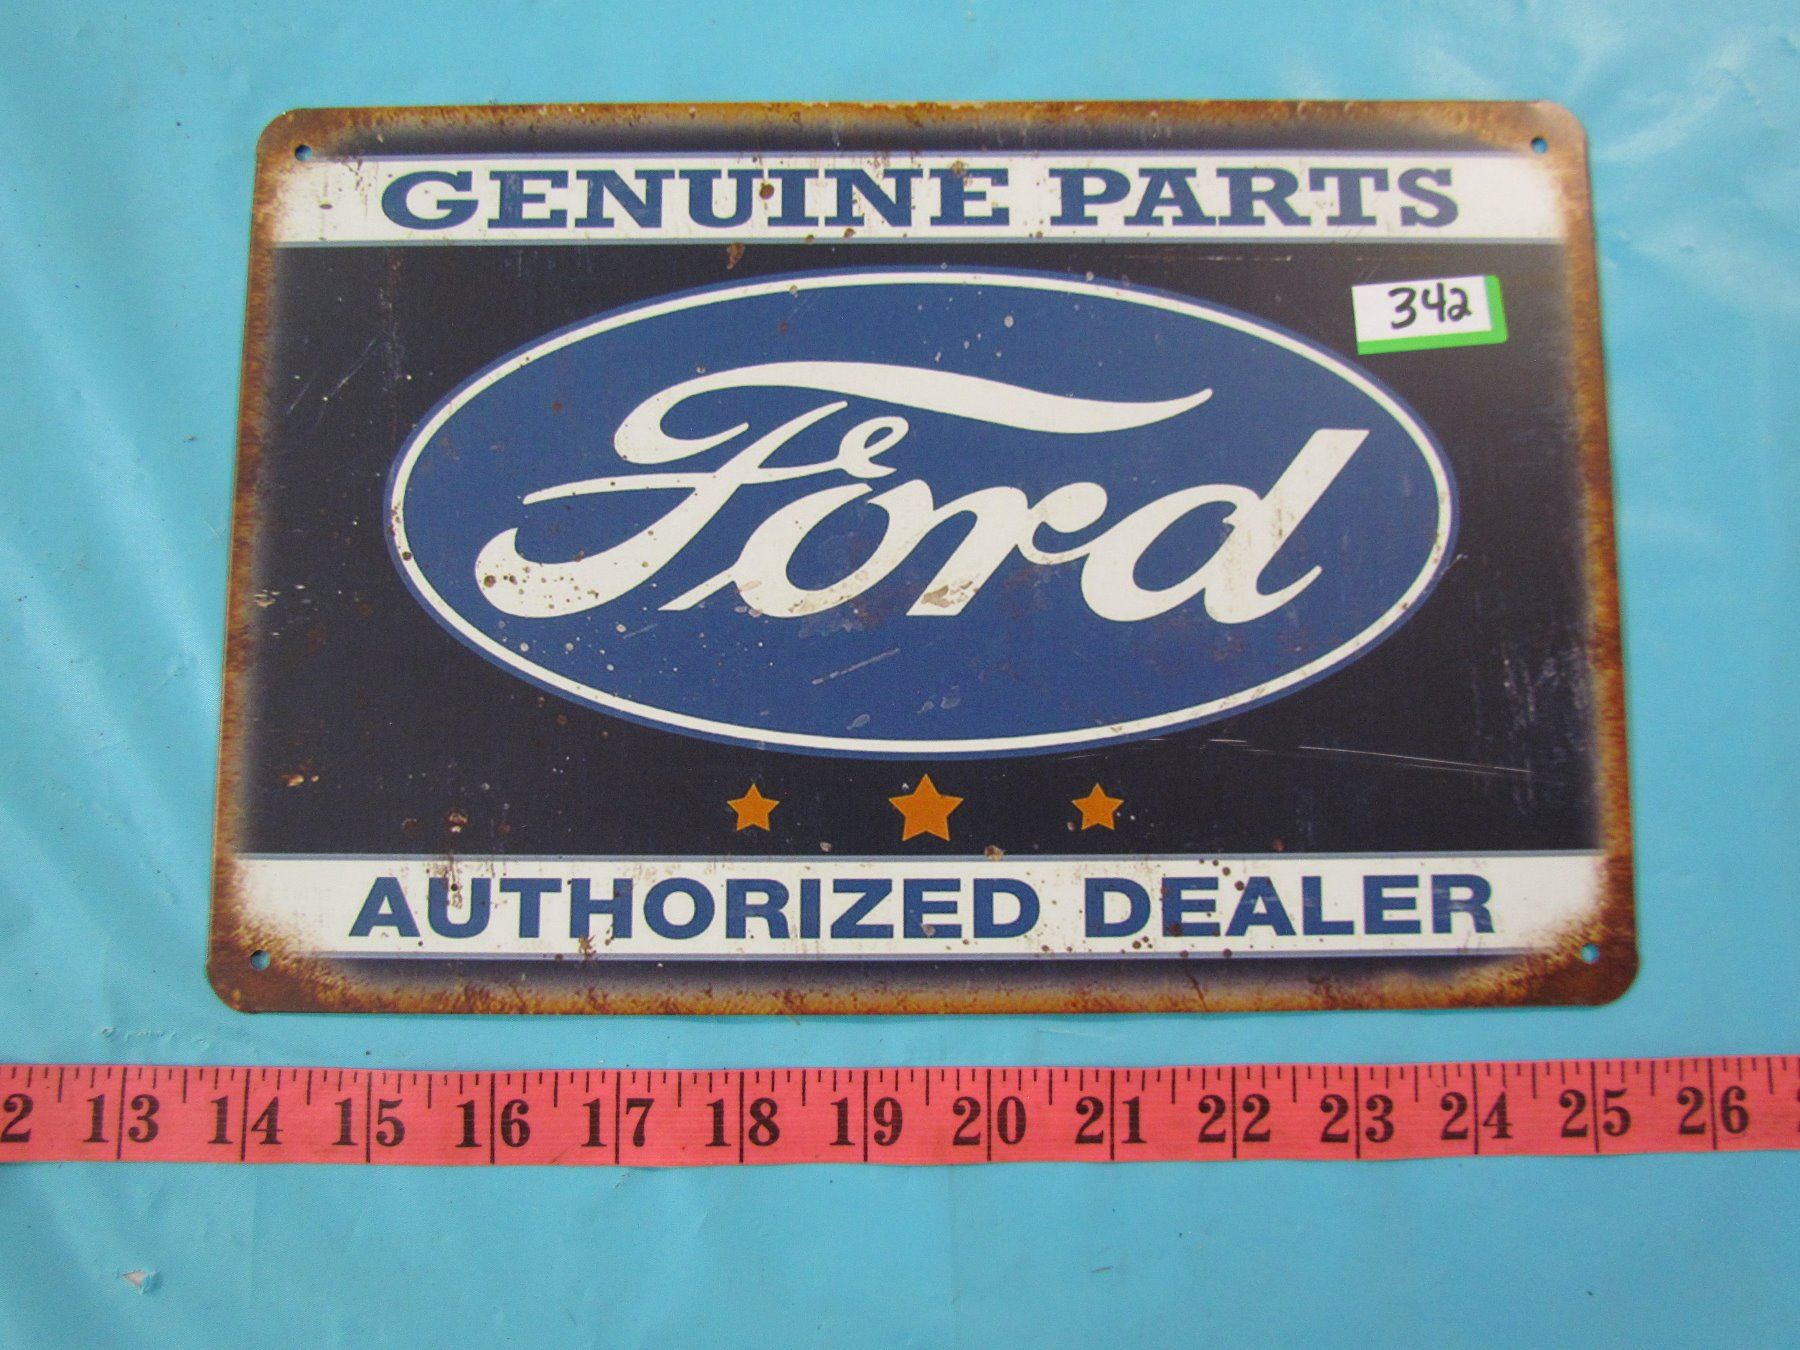 GENUINE PARTS
342
Ford
AUTHORIZED DEALER
2 13 14 15 16 17 18 19 20 21 22 23 24 25 26